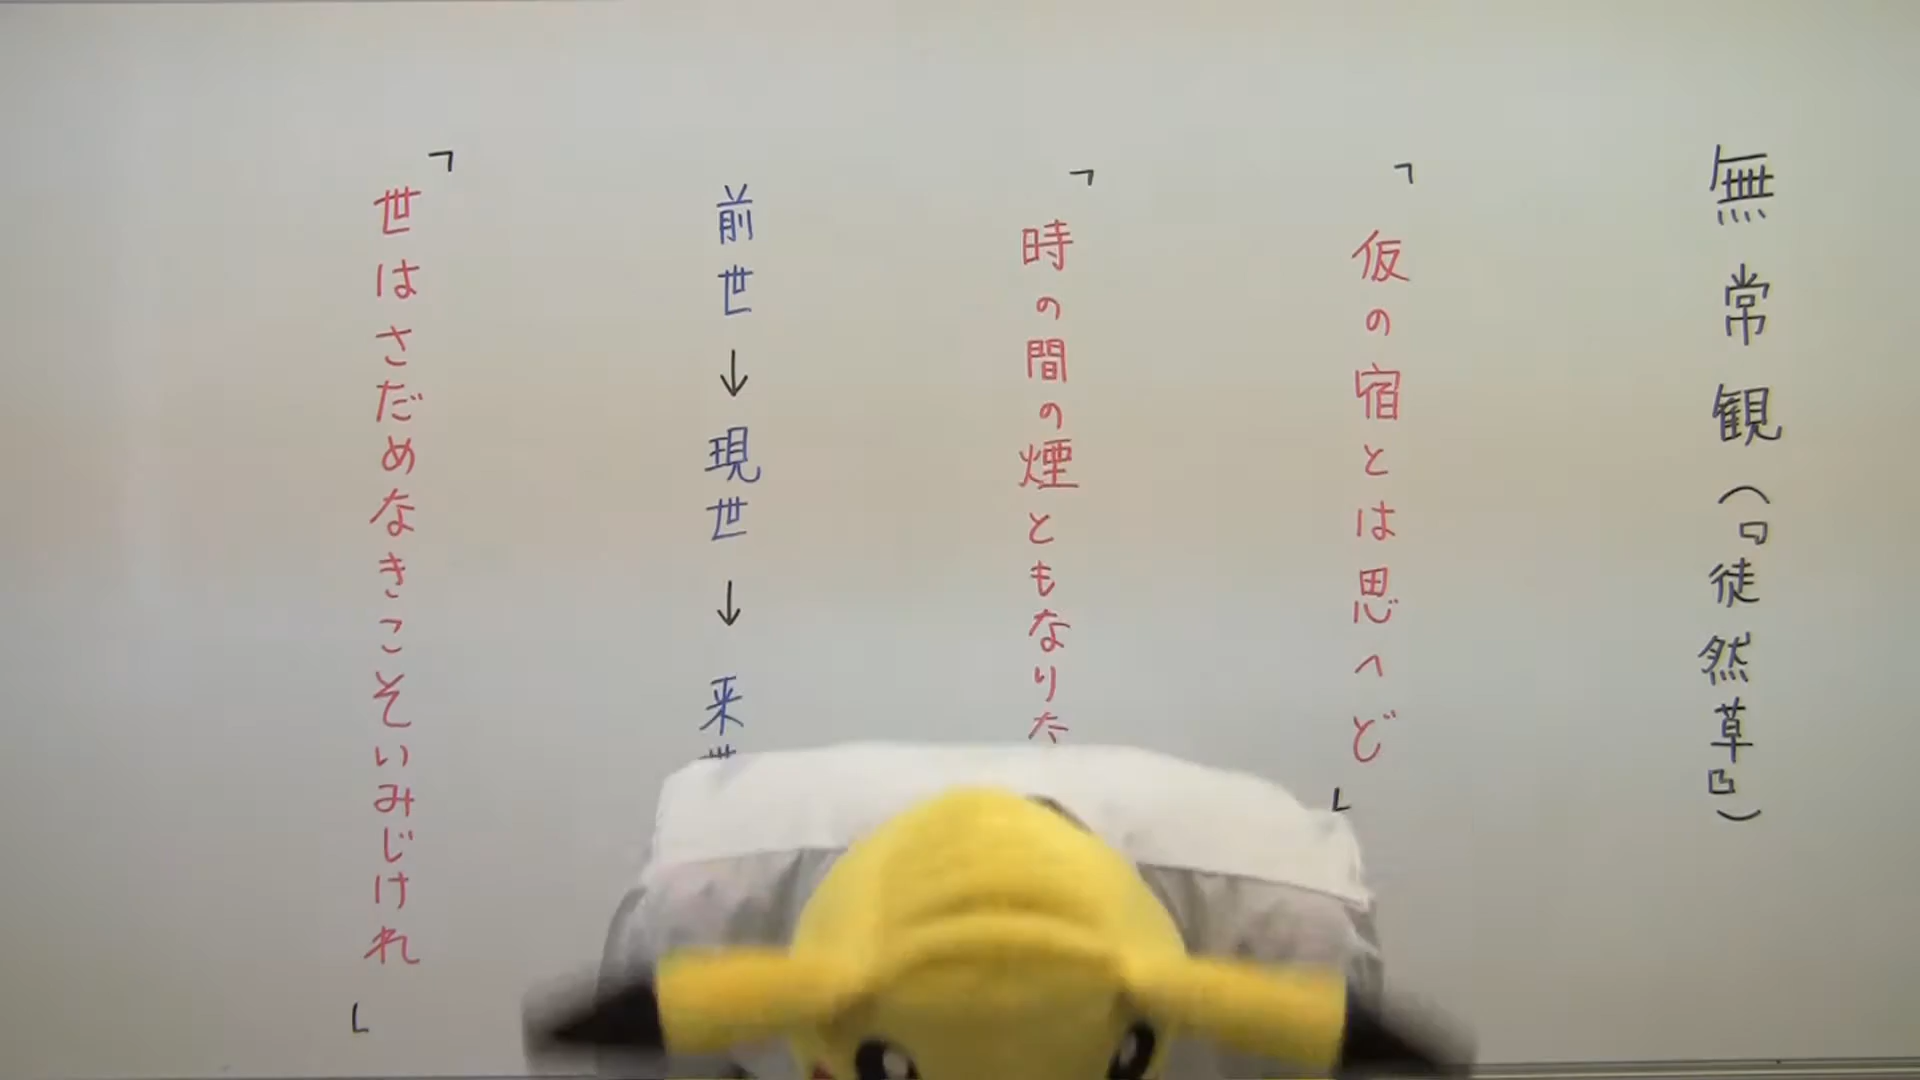 無常観(『徒然草』)
「仮の宿とは思へど」
「時の間の煙ともなりな
前世→現世→来世
「世はさだめなきこそいみじけれ」